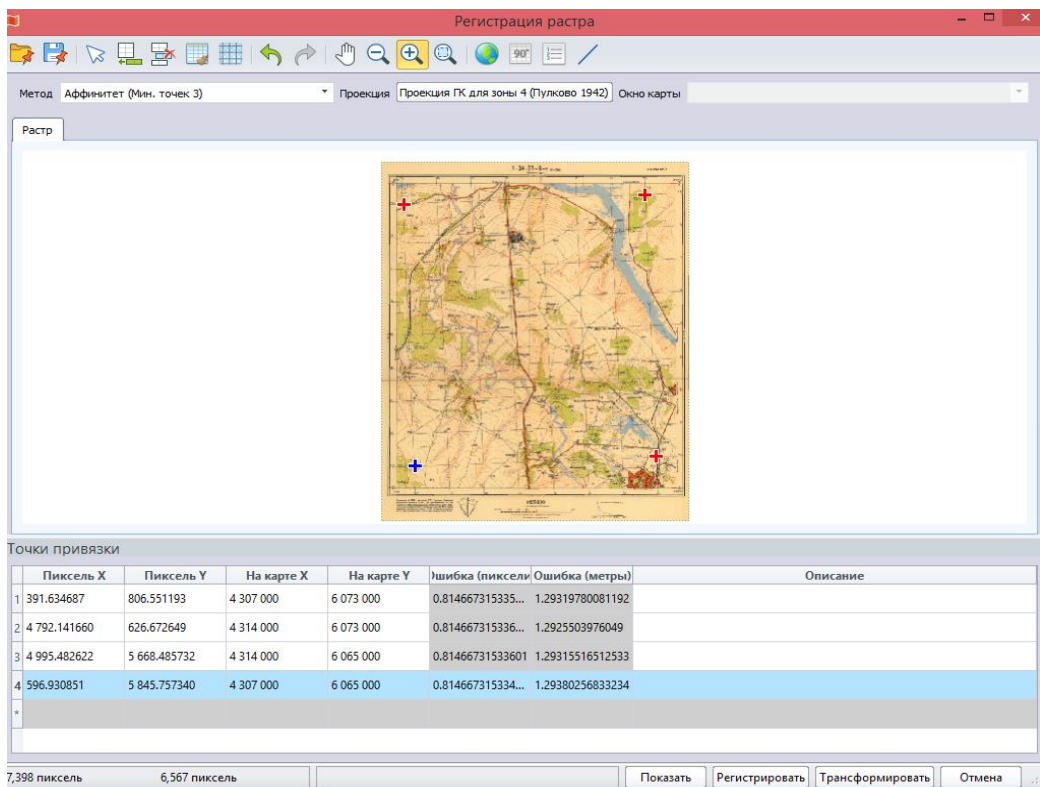 Регистрация растра
90°
Метод Аффинитет (Мин. точек 3) Проекция Проекция ГК для зоны 4 (Пулково 1942) Окно карты
Растр
Точки привязки
Пиксель X Пиксель Y На карте X На карте Y Ошибка (метры) Описание
1 391.634687 806.551193 4 307 000 6 073 000 0.814667315335... 1.29319780081192
2 4 792.141660 626.672649 4 314 000 6 073 000 0.814667315336... 1.2925503976049
3 4 995.482622 5 668.485732 4 314 000 6 065 000 0.81466731533601 1.29315516512533
4 596.930851 5 845.757340 4 307 000 6 065 000 0.814667315334... 1.29380256833234
*
7,398 пиксель 6,567 пиксель Показать Регистрировать Трансформировать Отмена